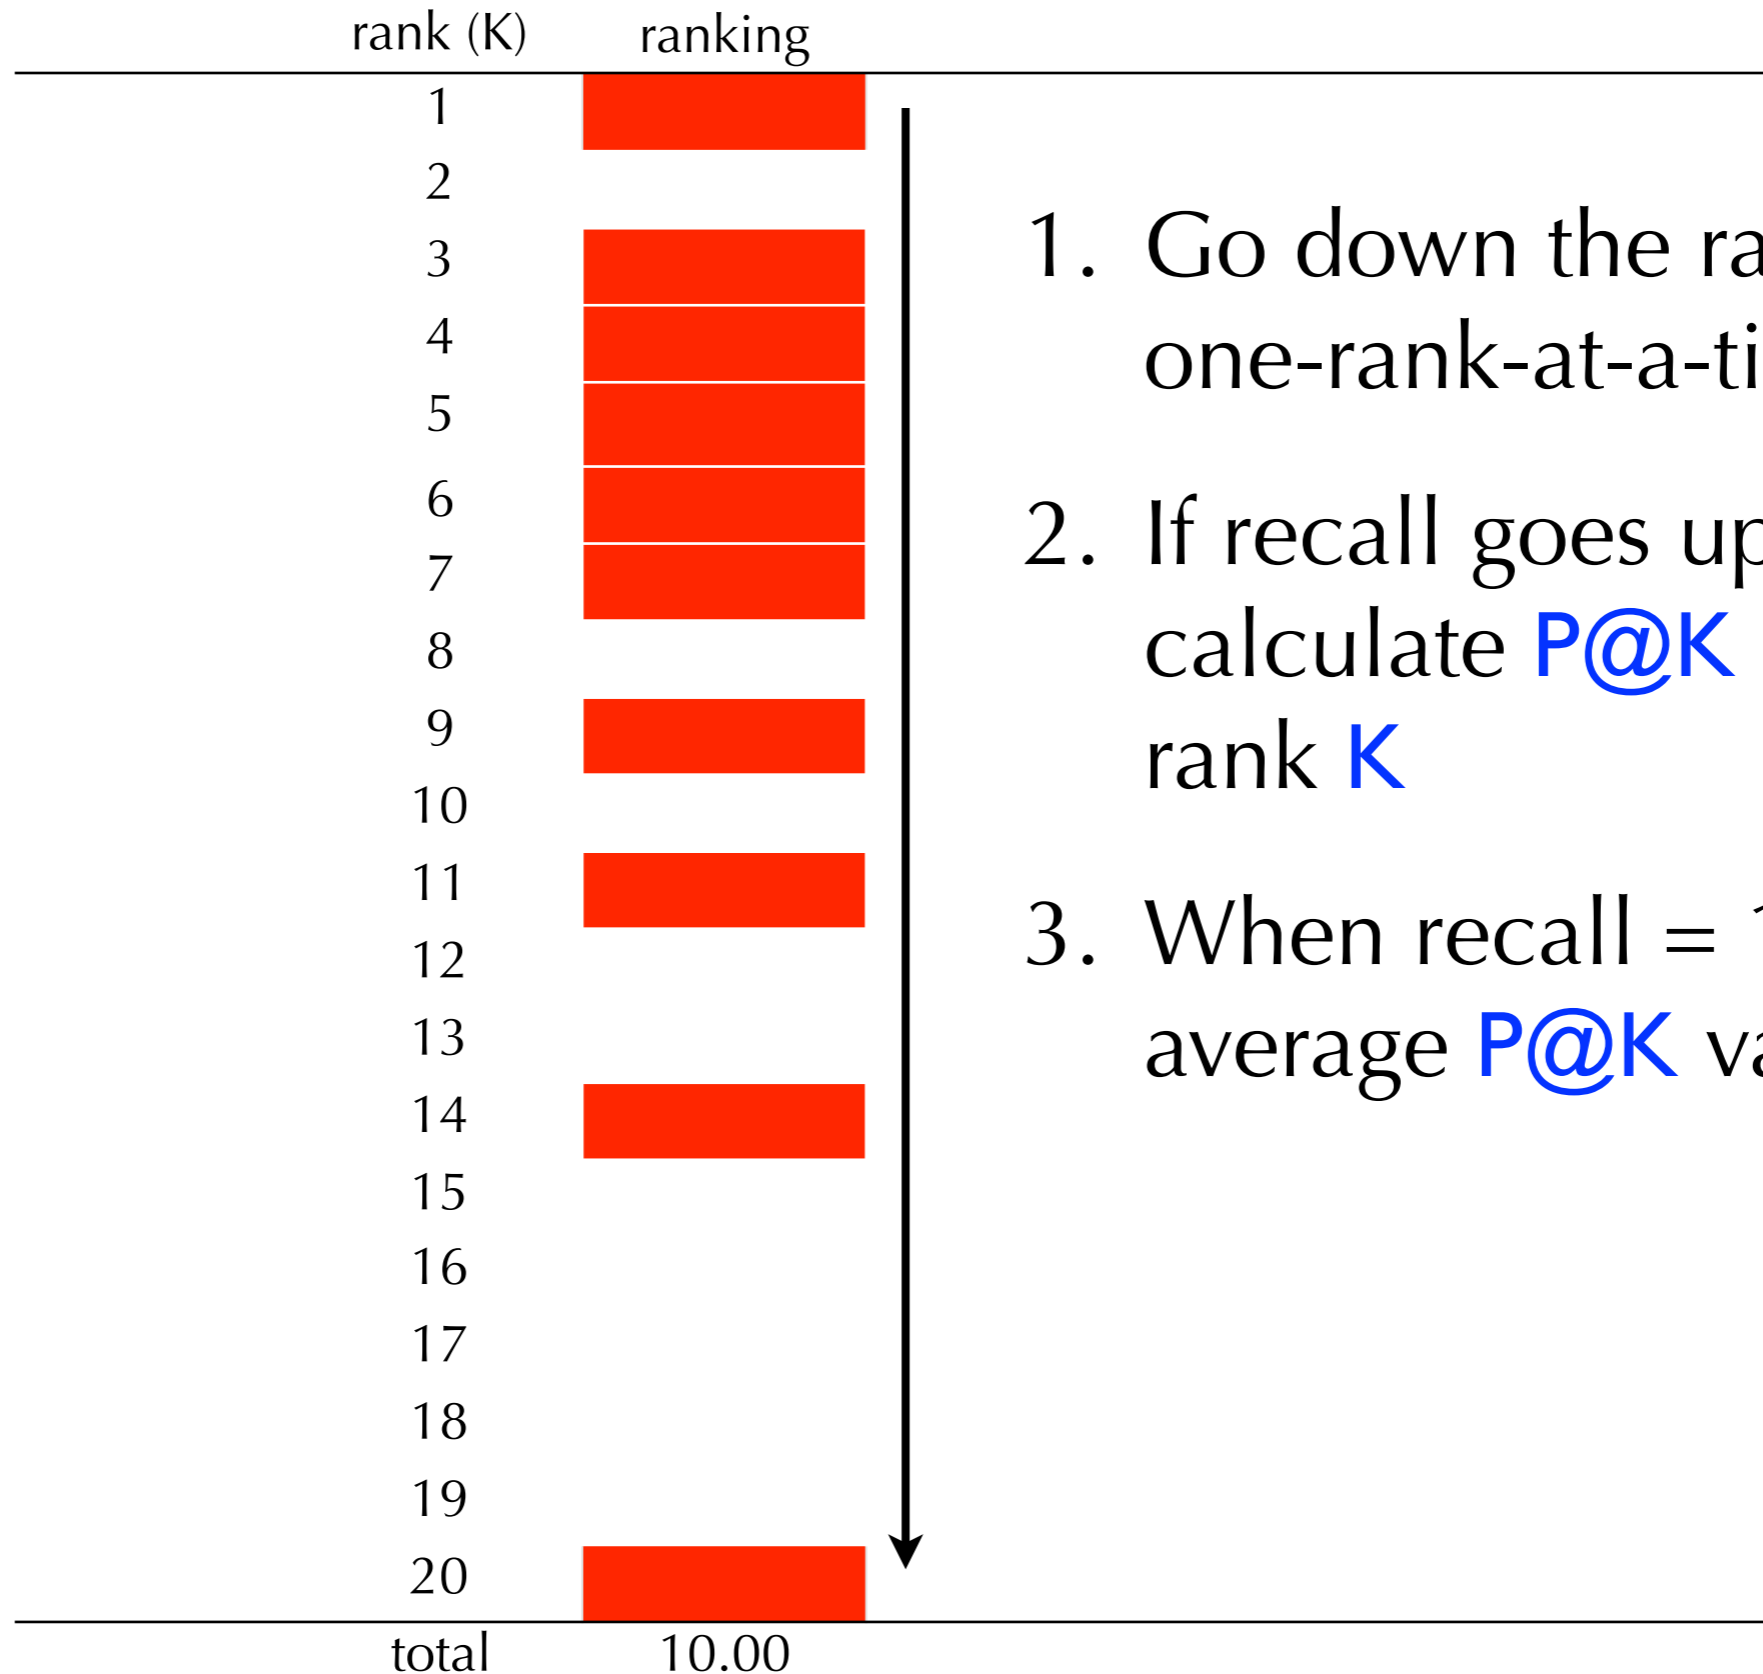 rank (K) ranking
1
2
3
4
5
6
7
8
9
10
11
12
13
14
15
16
17
18
19
20
total 10.00
1. Go down the
one-rank-at-a-
2. If recall goes
calculate P@K
rank K
3. When recall =
average P@K